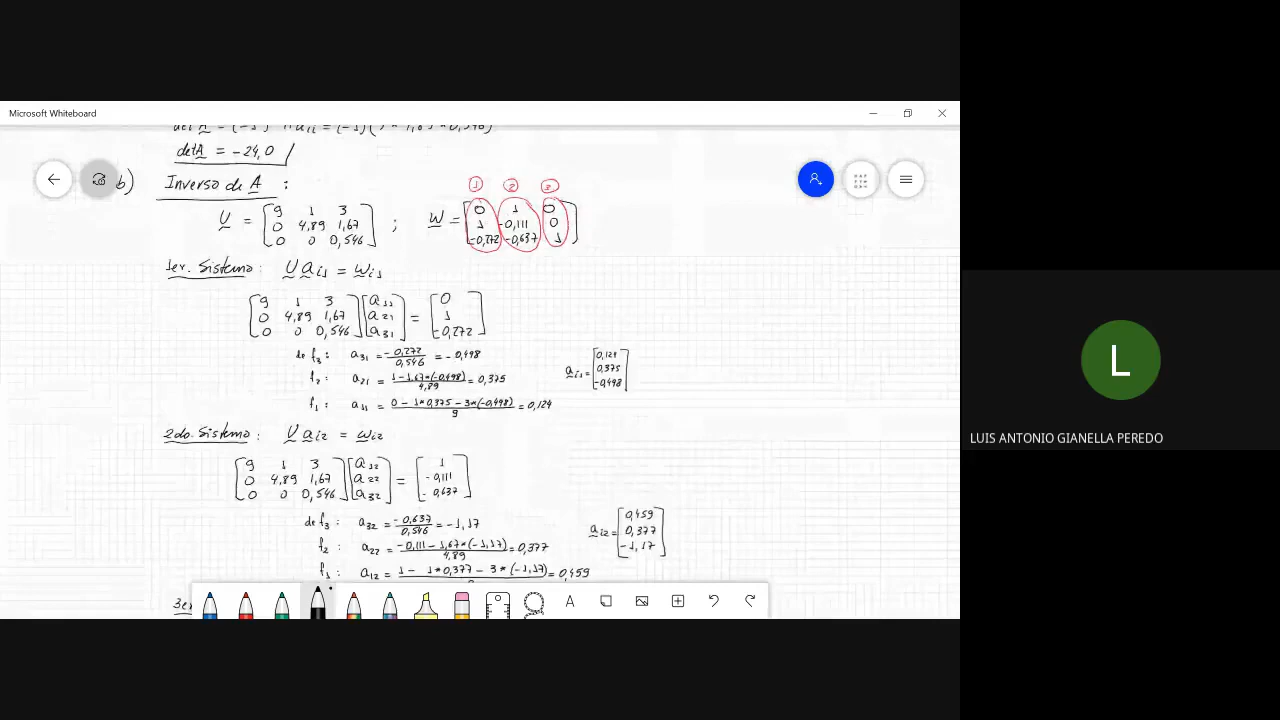 Microsoft Whiteboard
detA = -24,0
b) Inverso de A :
① ② ③
U = [9 1 3; 0 4,89 1,67; 0 0 0,546] ; W = [0 1 0; 1 -0,111 0; -0,272 -0,637 1]
1er. Sistema: U ai1 = wi1
[9 1 3; 0 4,89 1,67; 0 0 0,546] [a11; a21; a31] = [0; 1; -0,272]
de f3: a31 = -0,272/0,546 = -0,498
f2: a21 = 1-1,67*(-0,498)/4,89 = 0,375
ai1 = [0,124; 0,375; -0,498]
f1: a11 = 0-1*0,375-3*(-0,498)/9 = 0,124
2do. Sistema: U ai2 = wi2
[9 1 3; 0 4,89 1,67; 0 0 0,546] [a12; a22; a32] = [1; -0,111; -0,637]
de f3: a32 = -0,637/0,546 = -1,17
ai2 = [0,459; 0,377; -1,17]
f2: a22 = -0,111-1,67*(-1,17)/4,89 = 0,377
f1: a12 = 1-1*0,377-3*(-1,17) = 0,459
3er
A
L
LUIS ANTONIO GIANELLA PEREDO